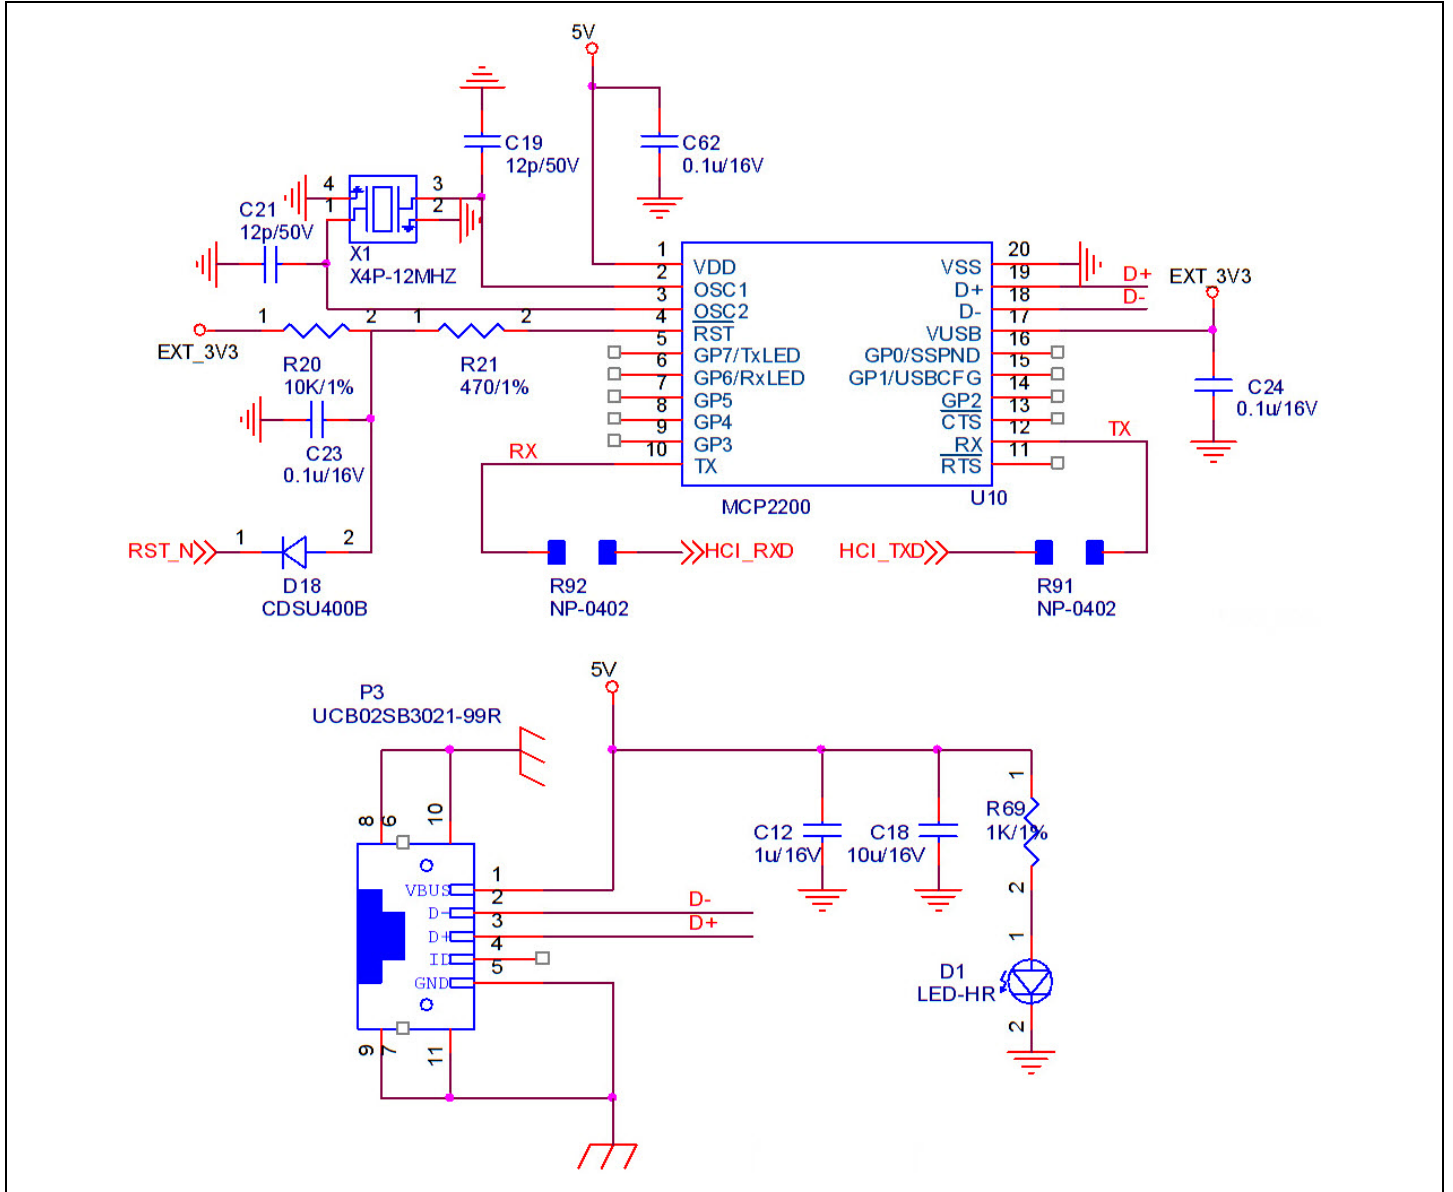 5V
C19
12p/50V
C62
0.1u/16V
4
3
1
2
C21
12p/50V
X1
X4P-12MHZ
1
2
3
4
5
6
7
8
9
10
VDD
OSC1
OSC2
RST
GP7/TxLED
GP6/RxLED
GP5
GP4
GP3
TX
VSS
D+
D-
VUSB
GP0/SSPND
GP1/USBCFG
GP2
CTS
RX
RTS
20
19
18
17
16
15
14
13
12
11
D+
D-
EXT_3V3
1
2
1
2
EXT_3V3
R20
10K/1%
R21
470/1%
C24
0.1u/16V
C23
0.1u/16V
RX
TX
MCP2200
U10
RST_N
1
2
HCI_RXD
HCI_TXD
D18
CDSU400B
R92
NP-0402
R91
NP-0402
5V
P3
UCB02SB3021-99R
8
6
10
1
R69
1K/1%
C12
1u/16V
C18
10u/16V
VBUS
D-
D+
ID
GND
1
2
3
4
5
D-
D+
2
1
D1
LED-HR
2
9
7
11